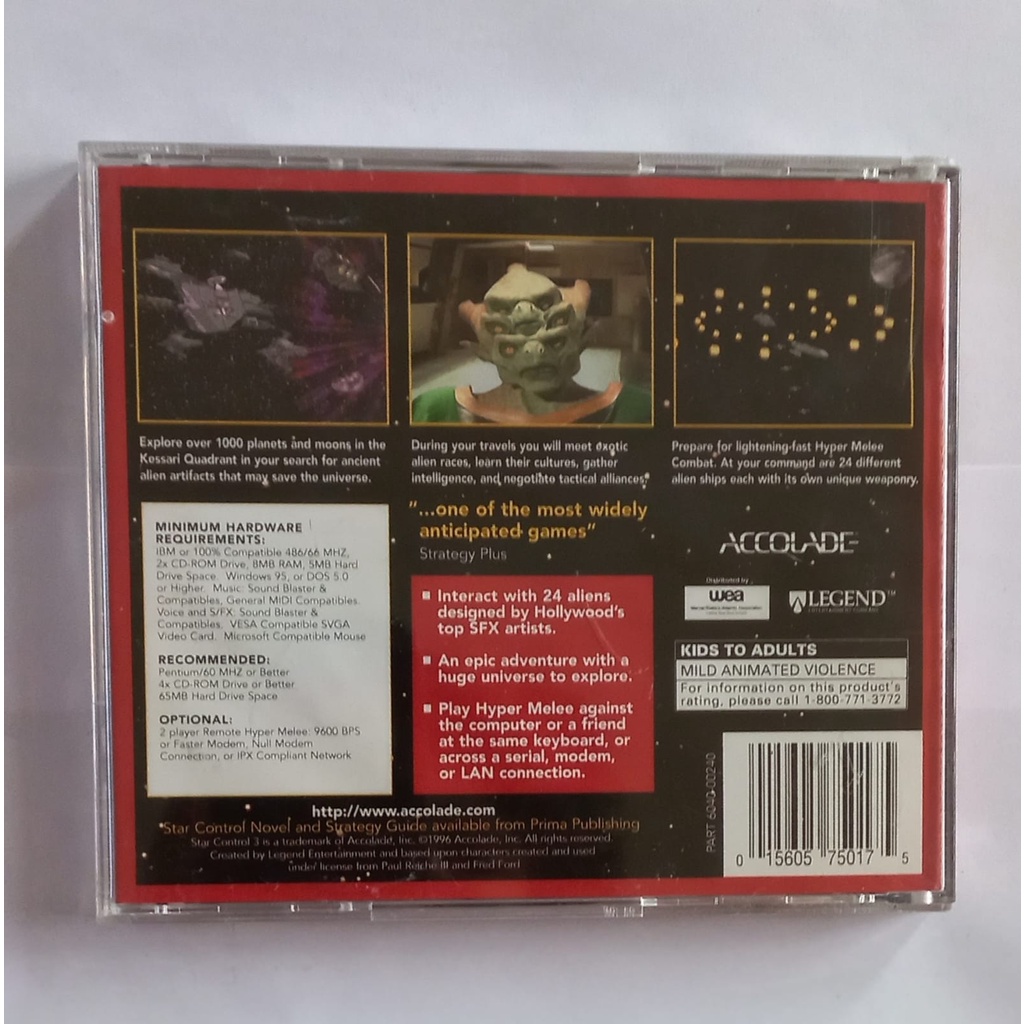 Explore over 1000 planets and moons in the
Kessari Quadrant in your search for ancient
alien artifacts that may save the universe.
During your travels you will meet exotic
alien races, learn their cultures, gather
intelligence, and negotiate tactical alliances.
Prepare for lightening-fast Hyper Melee
Combat. At your command are 24 different
alien ships each with its own unique weaponry.
MINIMUM HARDWARE
REQUIREMENTS:
IBM or 100% Compatible 486/66 MHZ,
2x CD-ROM Drive, 8MB RAM, 5MB Hard
Drive Space. Windows 95, or DOS 5.0
or Higher. Music: Sound Blaster &
Compatibles, General MIDI Compatibles.
Voice and S/FX: Sound Blaster &
Compatibles. VESA Compatible SVGA
Video Card. Microsoft Compatible Mouse
RECOMMENDED:
Pentium/60 MHZ or Better
4x CD-ROM Drive or Better
65MB Hard Drive Space
OPTIONAL:
2 player Remote Hyper Melee: 9600 BPS
or Faster Modem, Null Modem
Connection, or IPX Compliant Network
"...one of the most widely
anticipated games"
Strategy Plus
Interact with 24 aliens
designed by Hollywood's
top SFX artists.
An epic adventure with a
huge universe to explore.
Play Hyper Melee against
the computer or a friend
at the same keyboard, or
across a serial, modem,
or LAN connection.
ACCOLADE
Distributed by
wea
LEGEND™
ENTERTAINMENT COMPANY
KIDS TO ADULTS
MILD ANIMATED VIOLENCE
For information on this product's
rating, please call 1-800-771-3772
PART 6040-00240
0 15605 75017 5
http://www.accolade.com
Star Control Novel and Strategy Guide available from Prima Publishing
Star Control 3 is a trademark of Accolade, Inc. ©1996 Accolade, Inc. All rights reserved.
Created by Legend Entertainment and based upon characters created and used
under license from Paul Reiche III and Fred Ford